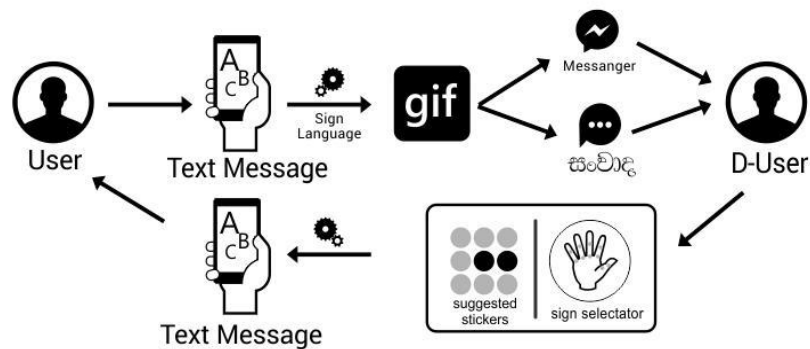 A
B
C
User
Text Message
Sign
Language
gif
Messanger
සංවාද
D-User
A
B
C
Text Message
suggested
stickers
sign selectator